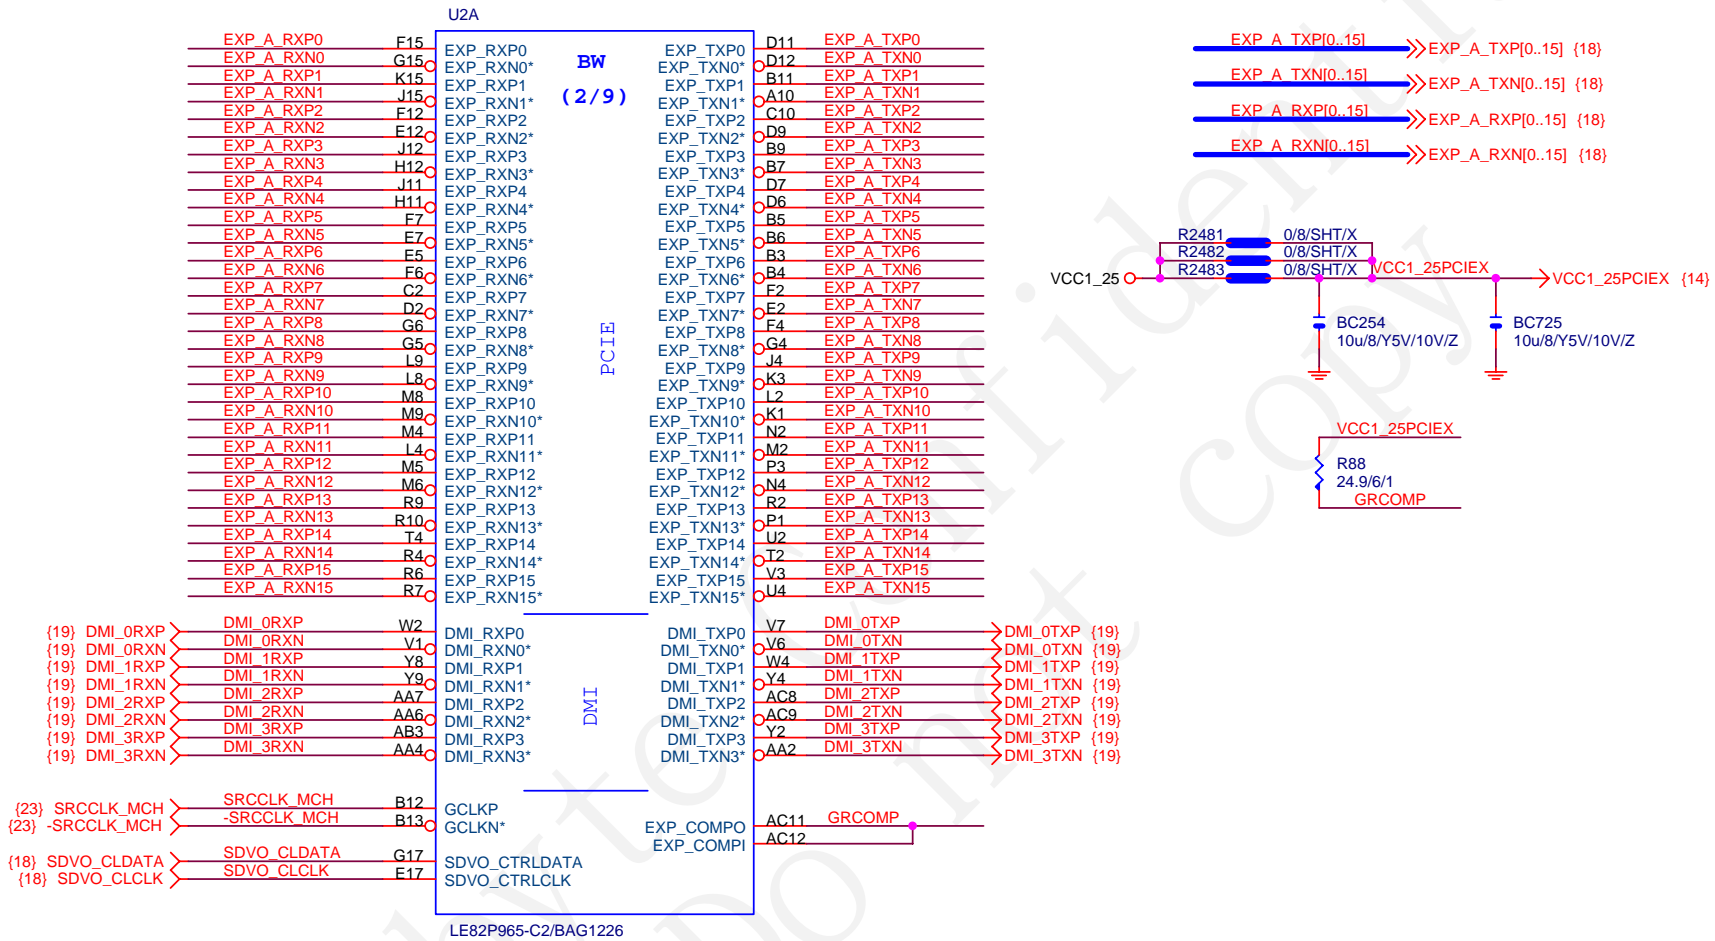 U2A
BW
(2/9)
PCIE
DMI
EXP_A_RXP0 F15 EXP_RXP0 EXP_TXP0 D11 EXP_A_TXP0
EXP_A_RXN0 G15 EXP_RXN0* EXP_TXN0* D12 EXP_A_TXN0
EXP_A_RXP1 K15 EXP_RXP1 EXP_TXP1 B11 EXP_A_TXP1
EXP_A_RXN1 J15 EXP_RXN1* EXP_TXN1* A10 EXP_A_TXN1
EXP_A_RXP2 F12 EXP_RXP2 EXP_TXP2 C10 EXP_A_TXP2
EXP_A_RXN2 E12 EXP_RXN2* EXP_TXN2* D9 EXP_A_TXN2
EXP_A_RXP3 J12 EXP_RXP3 EXP_TXP3 B9 EXP_A_TXP3
EXP_A_RXN3 H12 EXP_RXN3* EXP_TXN3* B7 EXP_A_TXN3
EXP_A_RXP4 J11 EXP_RXP4 EXP_TXP4 D7 EXP_A_TXP4
EXP_A_RXN4 H11 EXP_RXN4* EXP_TXN4* D6 EXP_A_TXN4
EXP_A_RXP5 F7 EXP_RXP5 EXP_TXP5 B5 EXP_A_TXP5
EXP_A_RXN5 E7 EXP_RXN5* EXP_TXN5* B6 EXP_A_TXN5
EXP_A_RXP6 E5 EXP_RXP6 EXP_TXP6 B3 EXP_A_TXP6
EXP_A_RXN6 F6 EXP_RXN6* EXP_TXN6* B4 EXP_A_TXN6
EXP_A_RXP7 C2 EXP_RXP7 EXP_TXP7 F2 EXP_A_TXP7
EXP_A_RXN7 D2 EXP_RXN7* EXP_TXN7* E2 EXP_A_TXN7
EXP_A_RXP8 G6 EXP_RXP8 EXP_TXP8 F4 EXP_A_TXP8
EXP_A_RXN8 G5 EXP_RXN8* EXP_TXN8* G4 EXP_A_TXN8
EXP_A_RXP9 L9 EXP_RXP9 EXP_TXP9 J4 EXP_A_TXP9
EXP_A_RXN9 L8 EXP_RXN9* EXP_TXN9* K3 EXP_A_TXN9
EXP_A_RXP10 M8 EXP_RXP10 EXP_TXP10 L2 EXP_A_TXP10
EXP_A_RXN10 M9 EXP_RXN10* EXP_TXN10* K1 EXP_A_TXN10
EXP_A_RXP11 M4 EXP_RXP11 EXP_TXP11 N2 EXP_A_TXP11
EXP_A_RXN11 L4 EXP_RXN11* EXP_TXN11* M2 EXP_A_TXN11
EXP_A_RXP12 M5 EXP_RXP12 EXP_TXP12 P3 EXP_A_TXP12
EXP_A_RXN12 M6 EXP_RXN12* EXP_TXN12* N4 EXP_A_TXN12
EXP_A_RXP13 R9 EXP_RXP13 EXP_TXP13 R2 EXP_A_TXP13
EXP_A_RXN13 R10 EXP_RXN13* EXP_TXN13* P1 EXP_A_TXN13
EXP_A_RXP14 T4 EXP_RXP14 EXP_TXP14 U2 EXP_A_TXP14
EXP_A_RXN14 R4 EXP_RXN14* EXP_TXN14* T2 EXP_A_TXN14
EXP_A_RXP15 R6 EXP_RXP15 EXP_TXP15 V3 EXP_A_TXP15
EXP_A_RXN15 R7 EXP_RXN15* EXP_TXN15* U4 EXP_A_TXN15
{19} DMI_0RXP DMI_0RXP W2 DMI_RXP0 DMI_TXP0 V7 DMI_0TXP DMI_0TXP {19}
{19} DMI_0RXN DMI_0RXN V1 DMI_RXN0* DMI_TXN0* V6 DMI_0TXN DMI_0TXN {19}
{19} DMI_1RXP DMI_1RXP Y8 DMI_RXP1 DMI_TXP1 W4 DMI_1TXP DMI_1TXP {19}
{19} DMI_1RXN DMI_1RXN Y9 DMI_RXN1* DMI_TXN1* Y4 DMI_1TXN DMI_1TXN {19}
{19} DMI_2RXP DMI_2RXP AA7 DMI_RXP2 DMI_TXP2 AC8 DMI_2TXP DMI_2TXP {19}
{19} DMI_2RXN DMI_2RXN AA6 DMI_RXN2* DMI_TXN2* AC9 DMI_2TXN DMI_2TXN {19}
{19} DMI_3RXP DMI_3RXP AB3 DMI_RXP3 DMI_TXP3 Y2 DMI_3TXP DMI_3TXP {19}
{19} DMI_3RXN DMI_3RXN AA4 DMI_RXN3* DMI_TXN3* AA2 DMI_3TXN DMI_3TXN {19}
{23} SRCCLK_MCH SRCCLK_MCH B12 GCLKP
{23} -SRCCLK_MCH -SRCCLK_MCH B13 GCLKN* EXP_COMPO AC11 GRCOMP
EXP_COMPI AC12
{18} SDVO_CLDATA SDVO_CLDATA G17 SDVO_CTRLDATA
{18} SDVO_CLCLK SDVO_CLCLK E17 SDVO_CTRLCLK
LE82P965-C2/BAG1226
EXP_A_TXP[0..15] EXP_A_TXP[0..15] {18}
EXP_A_TXN[0..15] EXP_A_TXN[0..15] {18}
EXP_A_RXP[0..15] EXP_A_RXP[0..15] {18}
EXP_A_RXN[0..15] EXP_A_RXN[0..15] {18}
R2481 0/8/SHT/X
R2482 0/8/SHT/X
R2483 0/8/SHT/X
VCC1_25 VCC1_25PCIEX VCC1_25PCIEX {14}
BC254
10u/8/Y5V/10V/Z
BC725
10u/8/Y5V/10V/Z
VCC1_25PCIEX
R88
24.9/6/1
GRCOMP
byte Confidenti
Do not copy